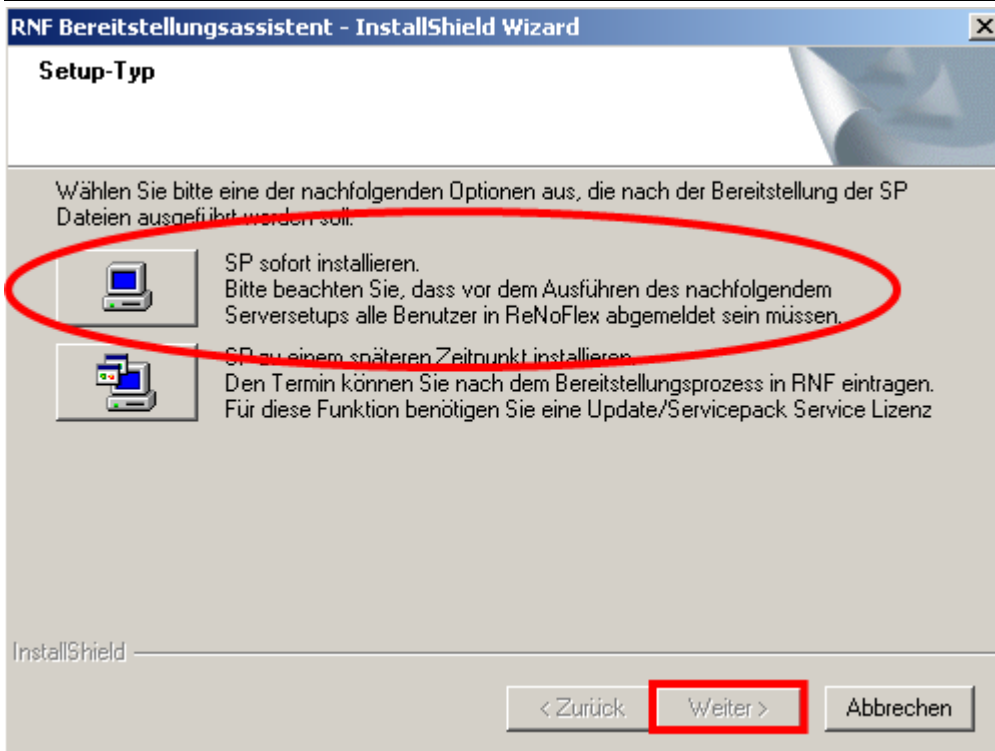 RNF Bereitstellungsassistent - InstallShield Wizard
Setup-Typ
Wählen Sie bitte eine der nachfolgenden Optionen aus, die nach der Bereitstellung der SP
Dateien ausgeführt werden soll:
SP sofort installieren.
Bitte beachten Sie, dass vor dem Ausführen des nachfolgendem
Serversetups alle Benutzer in ReNoFlex abgemeldet sein müssen.
SP zu einem späteren Zeitpunkt installieren.
Den Termin können Sie nach dem Bereitstellungsprozess in RNF eintragen.
Für diese Funktion benötigen Sie eine Update/Servicepack Service Lizenz
InstallShield
< Zurück Weiter > Abbrechen